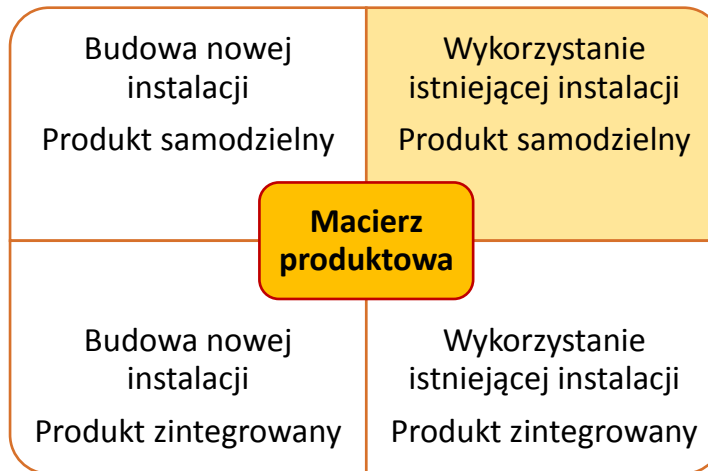 Budowa nowej
instalacji
Produkt samodzielny
Wykorzystanie
istniejącej instalacji
Produkt samodzielny
Macierz
produktowa
Budowa nowej
instalacji
Produkt zintegrowany
Wykorzystanie
istniejącej instalacji
Produkt zintegrowany